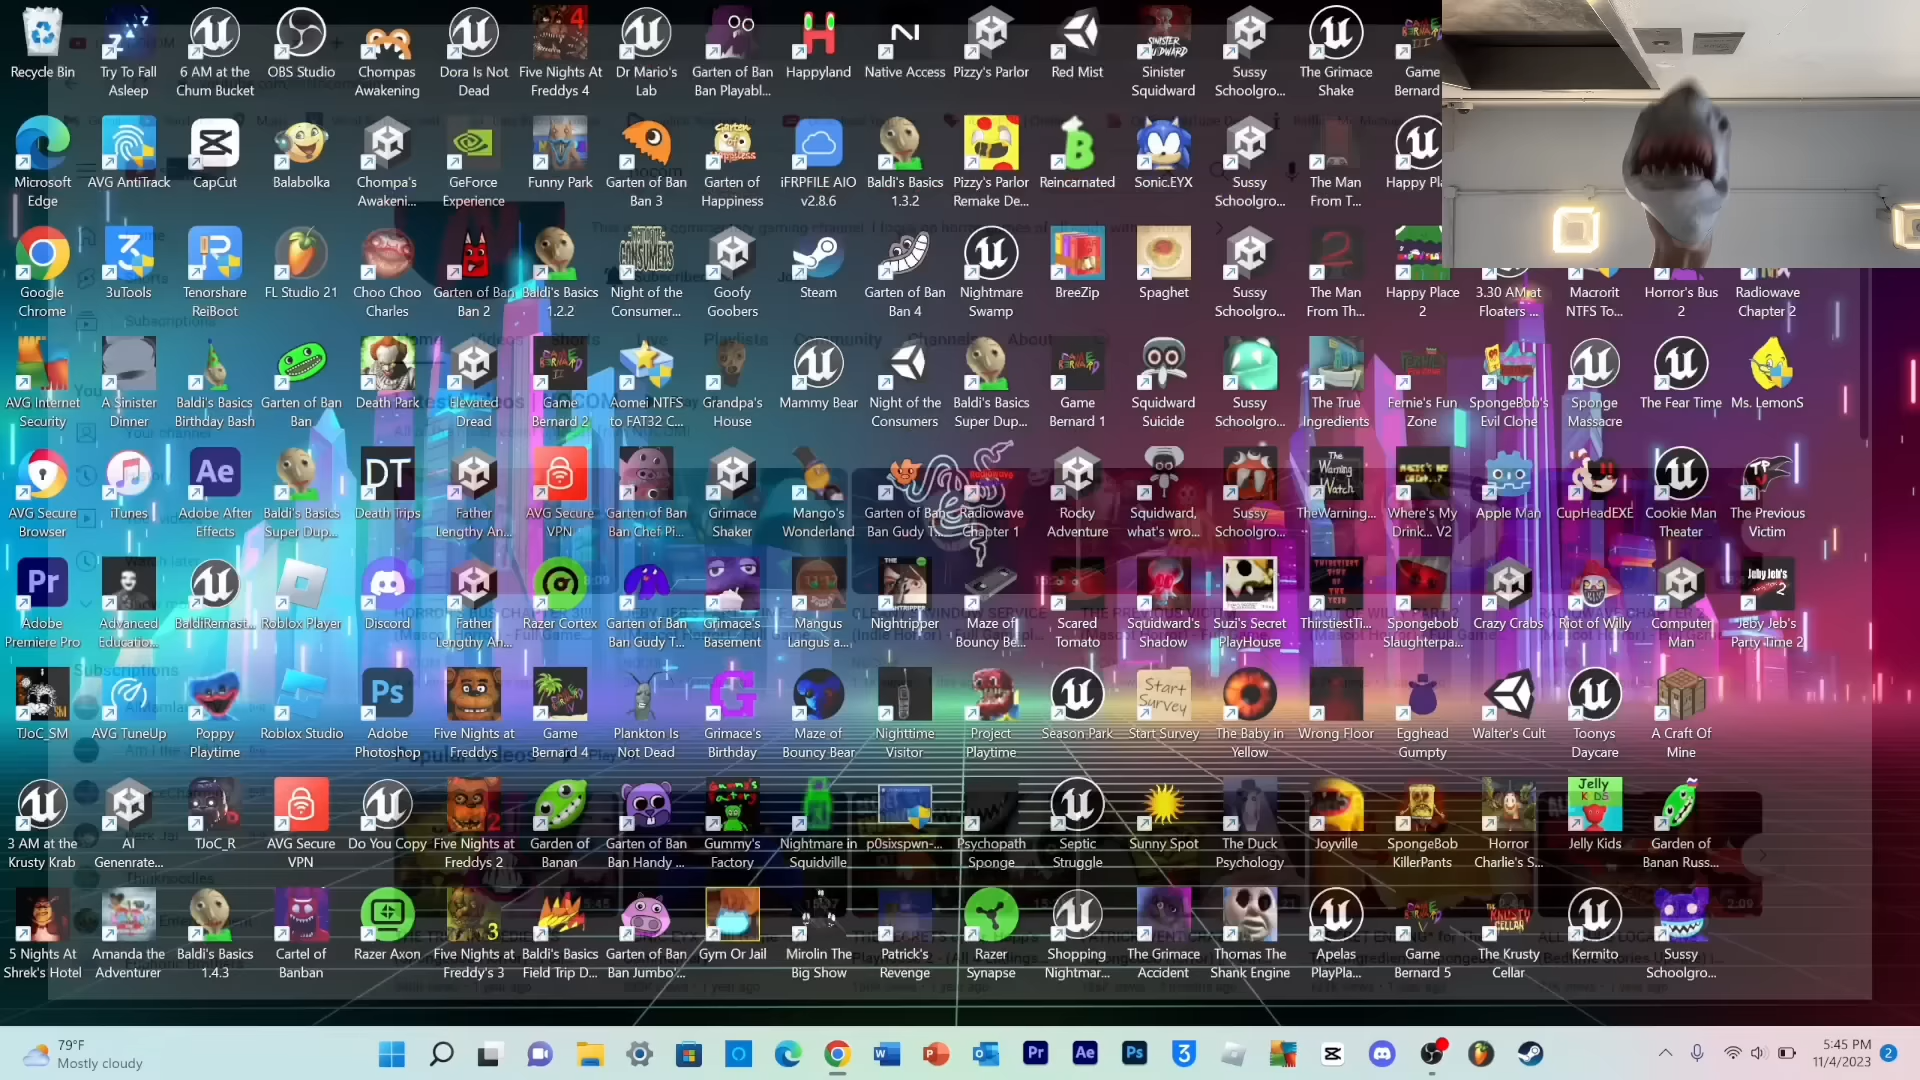 Recycle Bin
Try To Fall Asleep
6 AM at the Chum Bucket
OBS Studio
Chompas Awakening
Dora Is Not Dead
Five Nights At Freddys 4
Dr Mario's Lab
Garten of Ban Ban Playabl...
Happyland
Native Access
Pizzy's Parlor
Red Mist
Sinister Squidward
Sussy Schoolgro...
The Grimace Shake
Game Bernard
Microsoft Edge
AVG AntiTrack
CapCut
Balabolka
Chompa's Awakeni...
GeForce Experience
Funny Park
Garten of Ban Ban 3
Garten of Happiness
iFRPFILE AIO v2.8.6
Baldi's Basics 1.3.2
Pizzy's Parlor Remake De...
Reincarnated
Sonic.EYX
Sussy Schoolgro...
The Man From T...
Happy Pla
Google Chrome
3uTools
Tenorshare ReiBoot
FL Studio 21
Choo Choo Charles
Garten of Ban Ban 2
Baldi's Basics 1.2.2
Night of the Consumer...
Goofy Goobers
Steam
Garten of Ban Ban 4
Nightmare Swamp
BreeZip
Spaghet
Sussy Schoolgro...
The Man From Th...
Happy Place 2
3.30 AM at Floaters ...
Macrorit NTFS To...
Horror's Bus 2
Radiowave Chapter 2
AVG Internet Security
A Sinister Dinner
Baldi's Basics Birthday Bash
Garten of Ban Ban
Death Park
Elevated Dread
Game Bernard 2
Aomei NTFS to FAT32 C...
Grandpa's House
Mammy Bear
Night of the Consumers
Baldi's Basics Super Dup...
Game Bernard 1
Squidward Suicide
Sussy Schoolgro...
The True Ingredients
Fernie's Fun Zone
SpongeBob's Evil Clone
Sponge Massacre
The Fear Time
Ms. LemonS
AVG Secure Browser
iTunes
Adobe After Effects
Baldi's Basics Super Dup...
Death Trips
Father Lengthy An...
AVG Secure VPN
Garten of Ban Ban Chef Pi...
Grimace Shaker
Mango's Wonderland
Garten of Ban Ban Gudy T...
Radiowave Chapter 1
Rocky Adventure
Squidward, what's wro...
Sussy Schoolgro...
TheWarning...
Where's My Drink... V2
Apple Man
CupHeadEXE
Cookie Man Theater
The Previous Victim
Adobe Premiere Pro
Advanced Educatio...
BaldiRemast...
Roblox Player
Discord
Father Lengthy An...
Razer Cortex
Garten of Ban Ban Gudy T...
Grimace's Basement
Mangus Langus a...
Nightripper
Maze of Bouncy Be...
Scared Tomato
Squidward's Shadow
Suzi's Secret PlayHouse
ThirstiestTi...
Spongebob Slaughterpa...
Crazy Crabs
Riot of Willy
Computer Man
Jeby Jeb's Party Time 2
TJoC_SM
AVG TuneUp
Poppy Playtime
Roblox Studio
Adobe Photoshop
Five Nights at Freddys
Game Bernard 4
Plankton Is Not Dead
Grimace's Birthday
Maze of Bouncy Bear
Nighttime Visitor
Project Playtime
Season Park
Start Survey
The Baby in Yellow
Wrong Floor
Egghead Gumpty
Walter's Cult
Toonys Daycare
A Craft Of Mine
3 AM at the Krusty Krab
AI Genenrate...
TJoC_R
AVG Secure VPN
Do You Copy
Five Nights at Freddys 2
Garden of Banan
Garten of Ban Ban Handy ...
Gummy's Factory
Nightmare in Squidville
p0sixspwn-...
Psychopath Sponge
Septic Struggle
Sunny Spot
The Duck Psychology
Joyville
SpongeBob KillerPants
Horror Charlie's S...
Jelly Kids
Garden of Banan Russ...
5 Nights At Shrek's Hotel
Amanda the Adventurer
Baldi's Basics 1.4.3
Cartel of Banban
Razer Axon
Five Nights at Freddy's 3
Baldi's Basics Field Trip D...
Garten of Ban Ban Jumbo'...
Gym Or Jail
Mirolin The Big Show
Patrick's Revenge
Razer Synapse
Shopping Nightmar...
The Grimace Accident
Thomas The Shank Engine
Apelas PlayPla...
Game Bernard 5
The Krusty Cellar
Kermito
Sussy Schoolgro...
79°F
Mostly cloudy
5:45 PM
11/4/2023
2